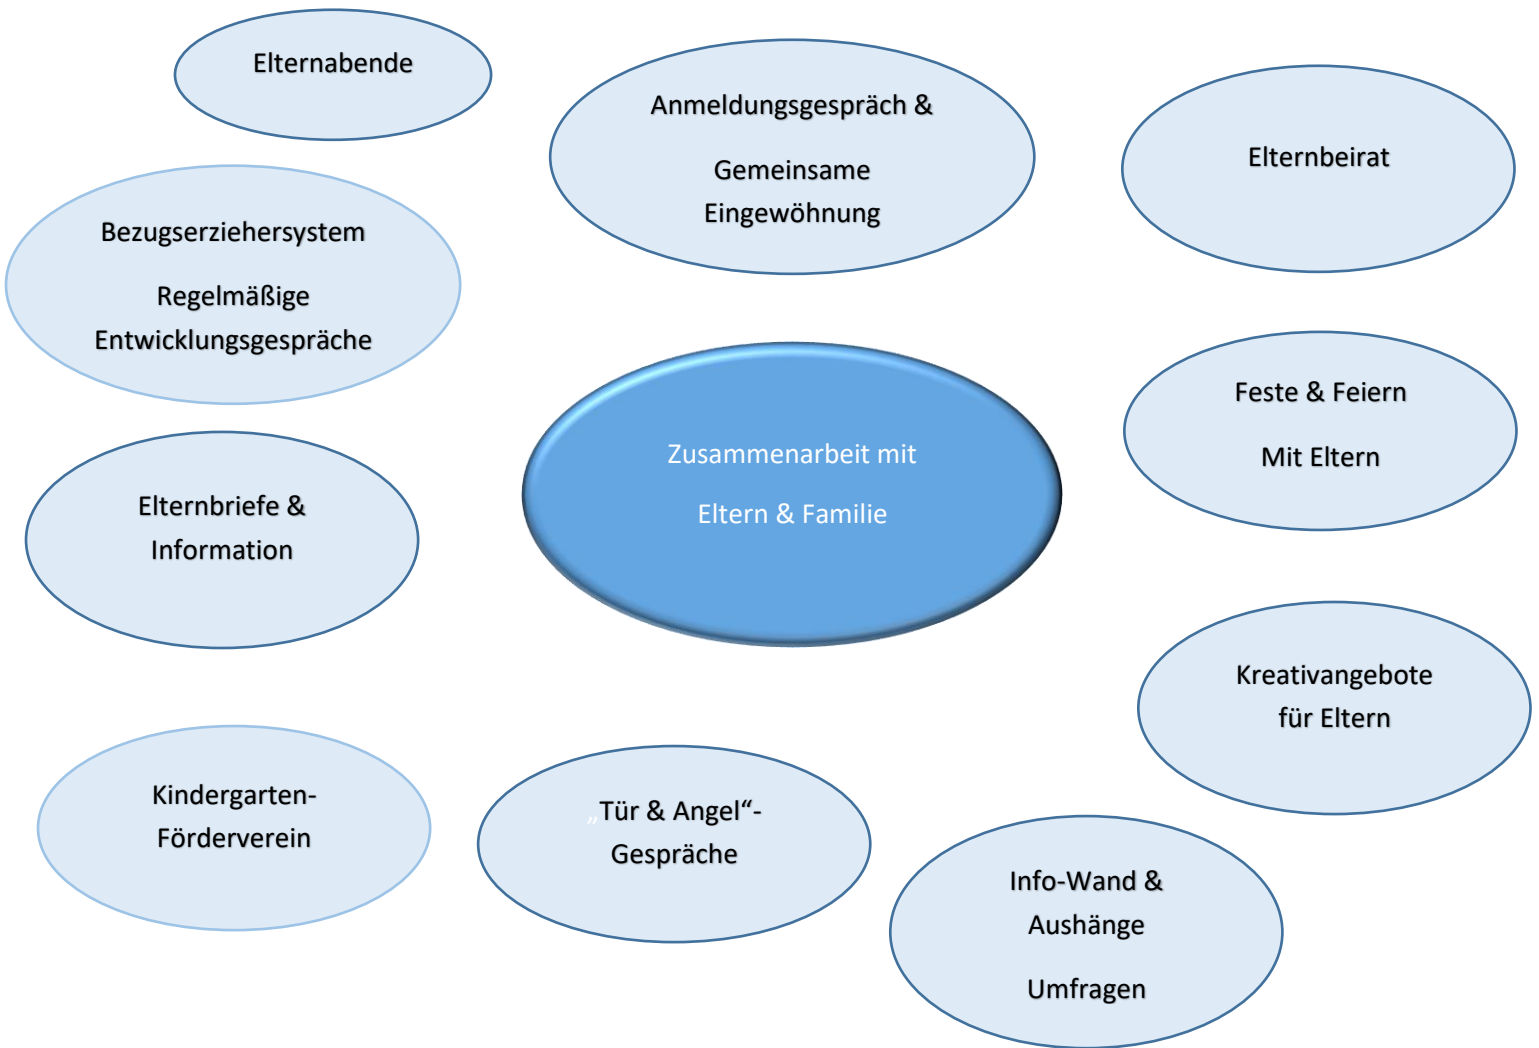 Elternabende
Anmeldungsgespräch &
Gemeinsame
Eingewöhnung
Elternbeirat
Bezugserziehersystem
Regelmäßige
Entwicklungsgespräche
Feste & Feiern
Mit Eltern
Zusammenarbeit mit
Eltern & Familie
Elternbriefe &
Information
Kreativangebote
für Eltern
Kindergarten-
Förderverein
„Tür & Angel“-
Gespräche
Info-Wand &
Aushänge
Umfragen